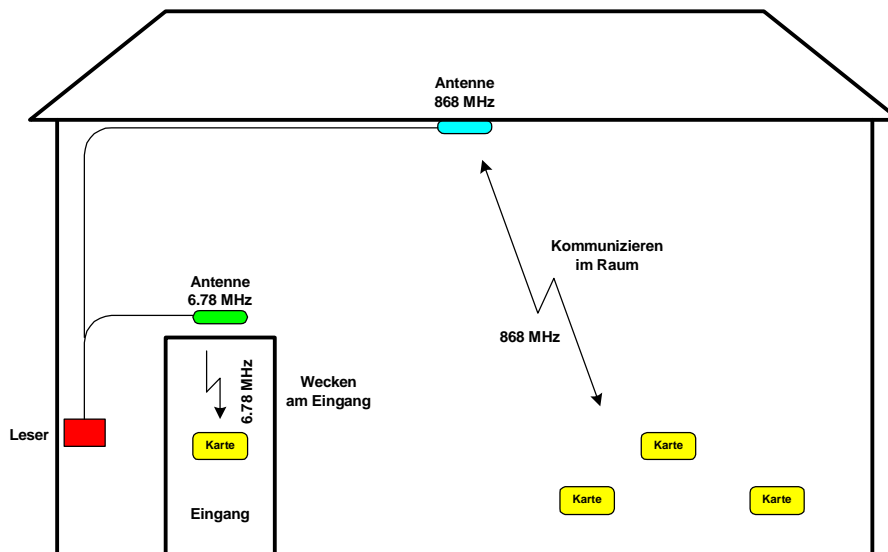 Antenne
868 MHz
Kommunizieren
im Raum
868 MHz
Antenne
6.78 MHz
6.78 MHz
Wecken
am Eingang
Leser
Karte
Eingang
Karte
Karte
Karte